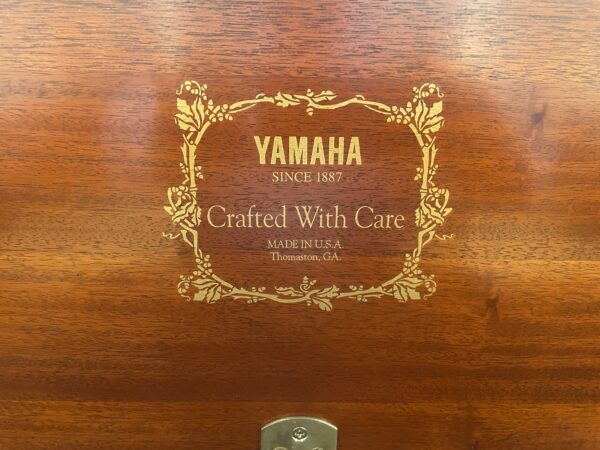 YAMAHA
SINCE 1887
Crafted With Care
MADE IN U.S.A.
Thomaston, GA.